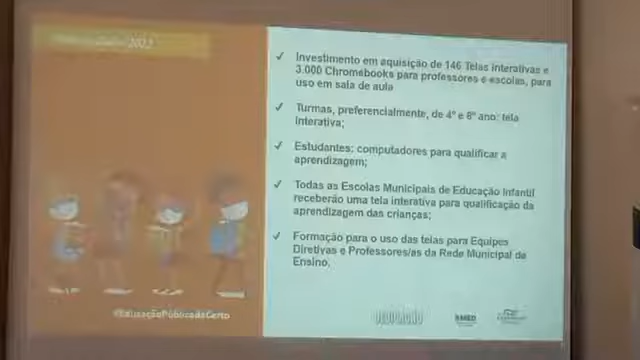 2022
✓ Investimento em aquisição de 146 Telas interativas e
3.000 Chromebooks para professores e escolas, para
uso em sala de aula
✓ Turmas, preferencialmente, de 4º e 8º ano: tela
interativa;
✓ Estudantes: computadores para qualificar a
aprendizagem;
✓ Todas as Escolas Municipais de Educação Infantil
receberão uma tela interativa para qualificação da
aprendizagem das crianças;
✓ Formação para o uso das telas para Equipes
Diretivas e Professores/as da Rede Municipal de
Ensino.
#EducaçãoPúblicadáCerto
SMED